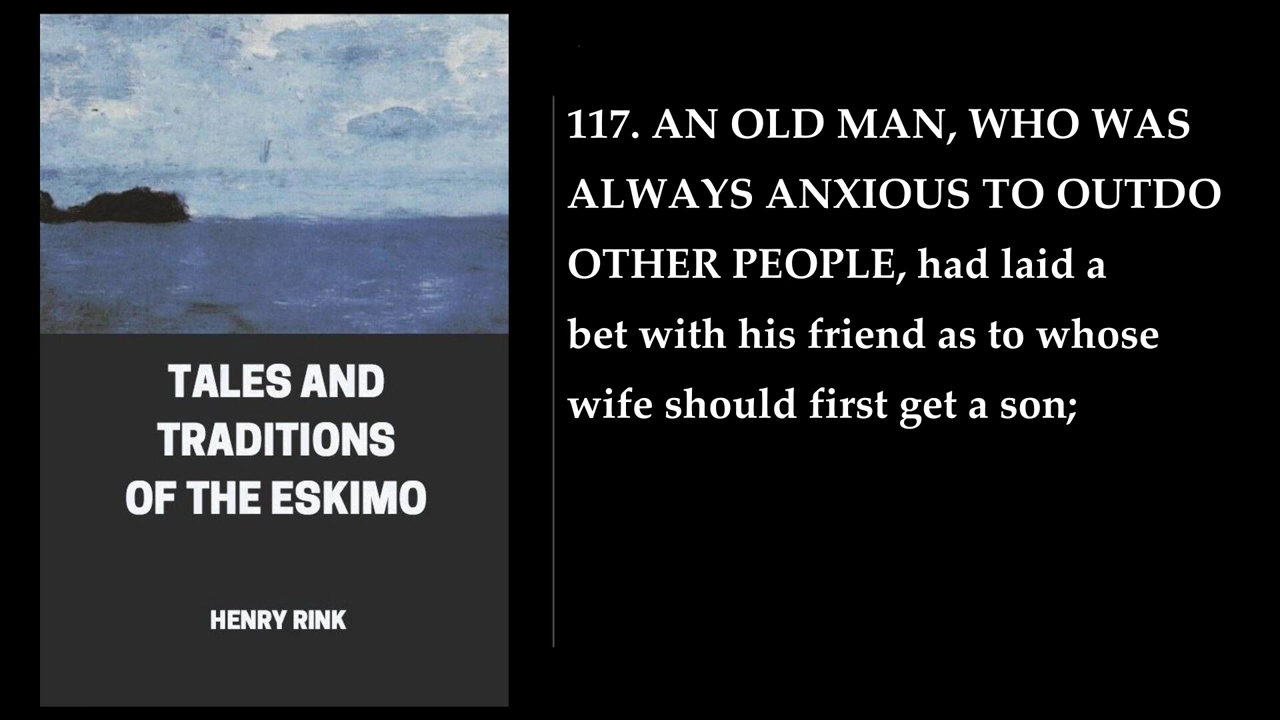 TALES AND
TRADITIONS
OF THE ESKIMO
HENRY RINK
117. AN OLD MAN, WHO WAS
ALWAYS ANXIOUS TO OUTDO
OTHER PEOPLE, had laid a
bet with his friend as to whose
wife should first get a son;